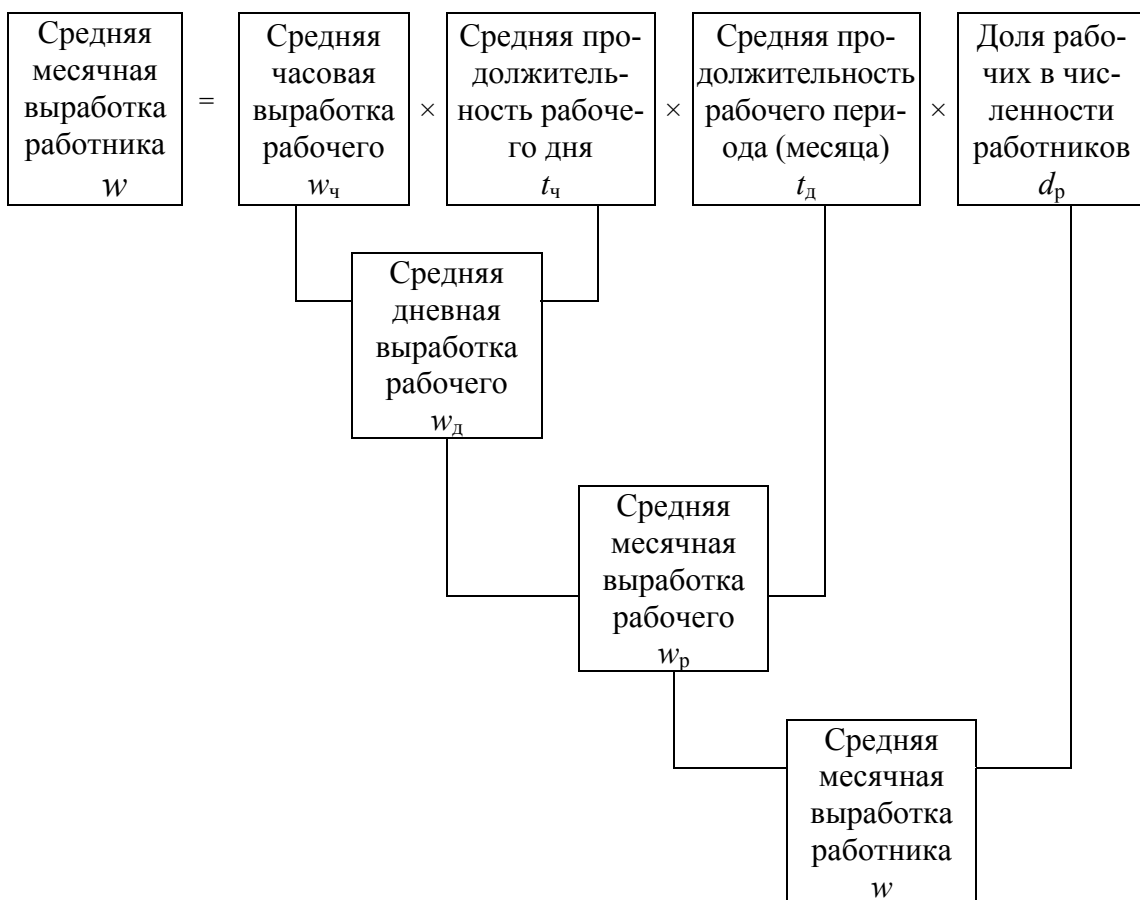 Средняя
месячная
выработка
работника
w
=
Средняя
часовая
выработка
рабочего
wч
×
Средняя про-
должитель-
ность рабоче-
го дня
tч
×
Средняя про-
должительность
рабочего пери-
ода (месяца)
tд
×
Доля рабо-
чих в чис-
ленности
работников
dр
Средняя
дневная
выработка
рабочего
wд
Средняя
месячная
выработка
рабочего
wр
Средняя
месячная
выработка
работника
w